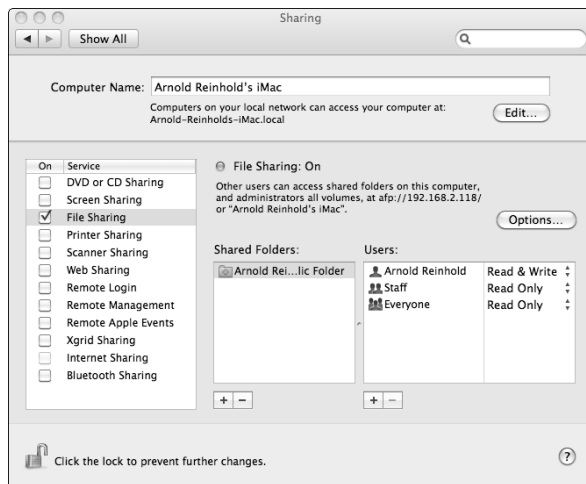 Sharing
Show All
Computer Name: Arnold Reinhold's iMac
Computers on your local network can access your computer at:
Arnold-Reinholds-iMac.local
Edit...
On Service
DVD or CD Sharing
Screen Sharing
File Sharing
Printer Sharing
Scanner Sharing
Web Sharing
Remote Login
Remote Management
Remote Apple Events
Xgrid Sharing
Internet Sharing
Bluetooth Sharing
File Sharing: On
Other users can access shared folders on this computer,
and administrators all volumes, at afp://192.168.2.118/
or "Arnold Reinhold's iMac".
Options...
Shared Folders:
Arnold Rei...lic Folder
Users:
Arnold Reinhold Read & Write
Staff Read Only
Everyone Read Only
+ −
+ −
Click the lock to prevent further changes.
?